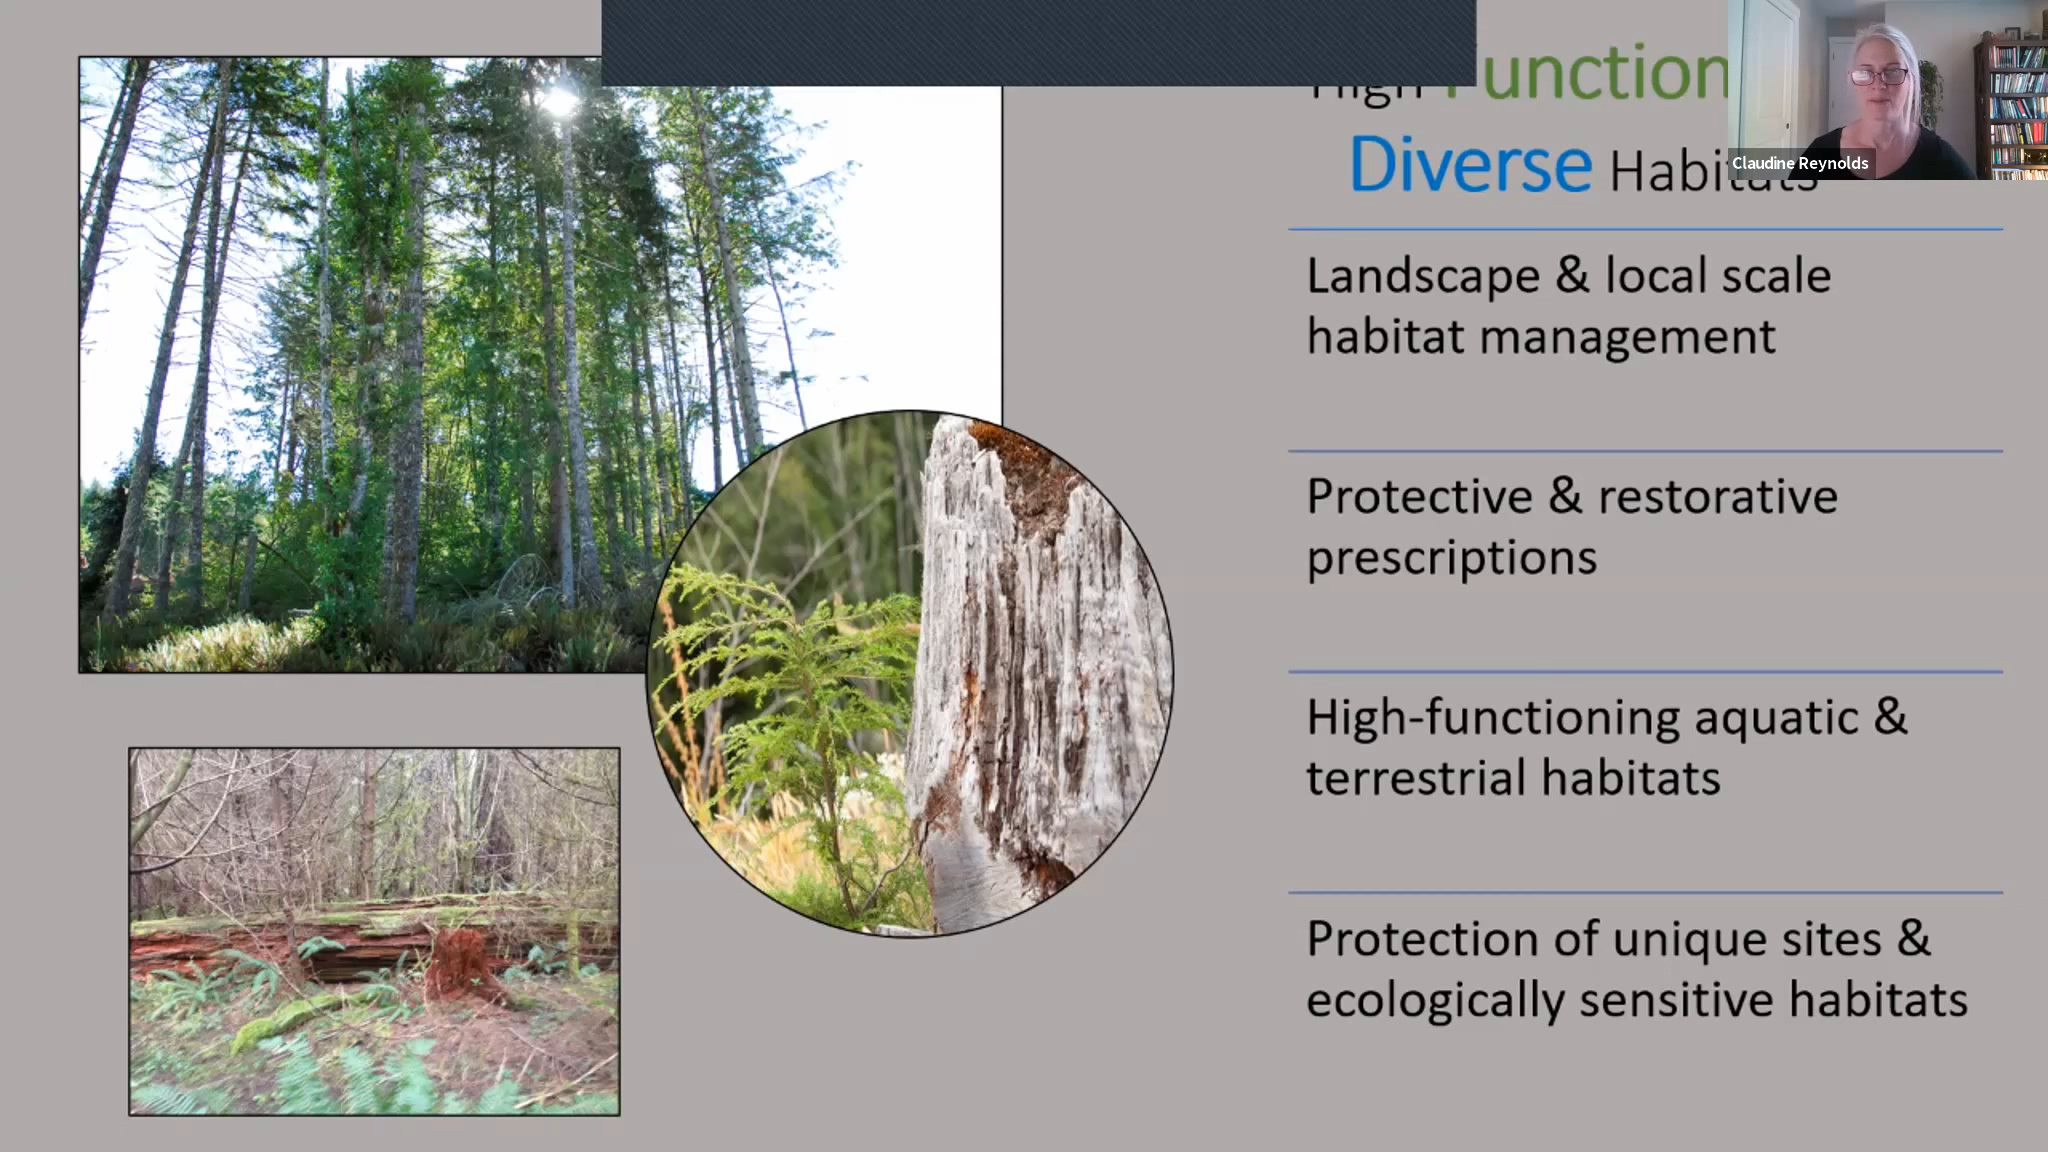 High Function
Diverse Habitats
Claudine Reynolds
Landscape & local scale
habitat management
Protective & restorative
prescriptions
High-functioning aquatic &
terrestrial habitats
Protection of unique sites &
ecologically sensitive habitats